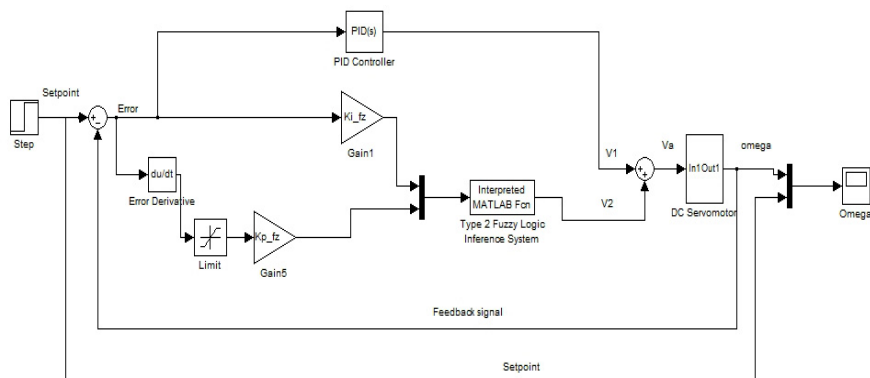 PID(s)
PID Controller
Setpoint
Error
Step
Ki_fz
Gain1
V1
Va
omega
In1Out1
DC Servomotor
Omega
du/dt
Error Derivative
Interpreted
MATLAB Fcn
Type 2 Fuzzy Logic
Inference System
V2
Limit
Kp_fz
Gain5
Feedback signal
Setpoint